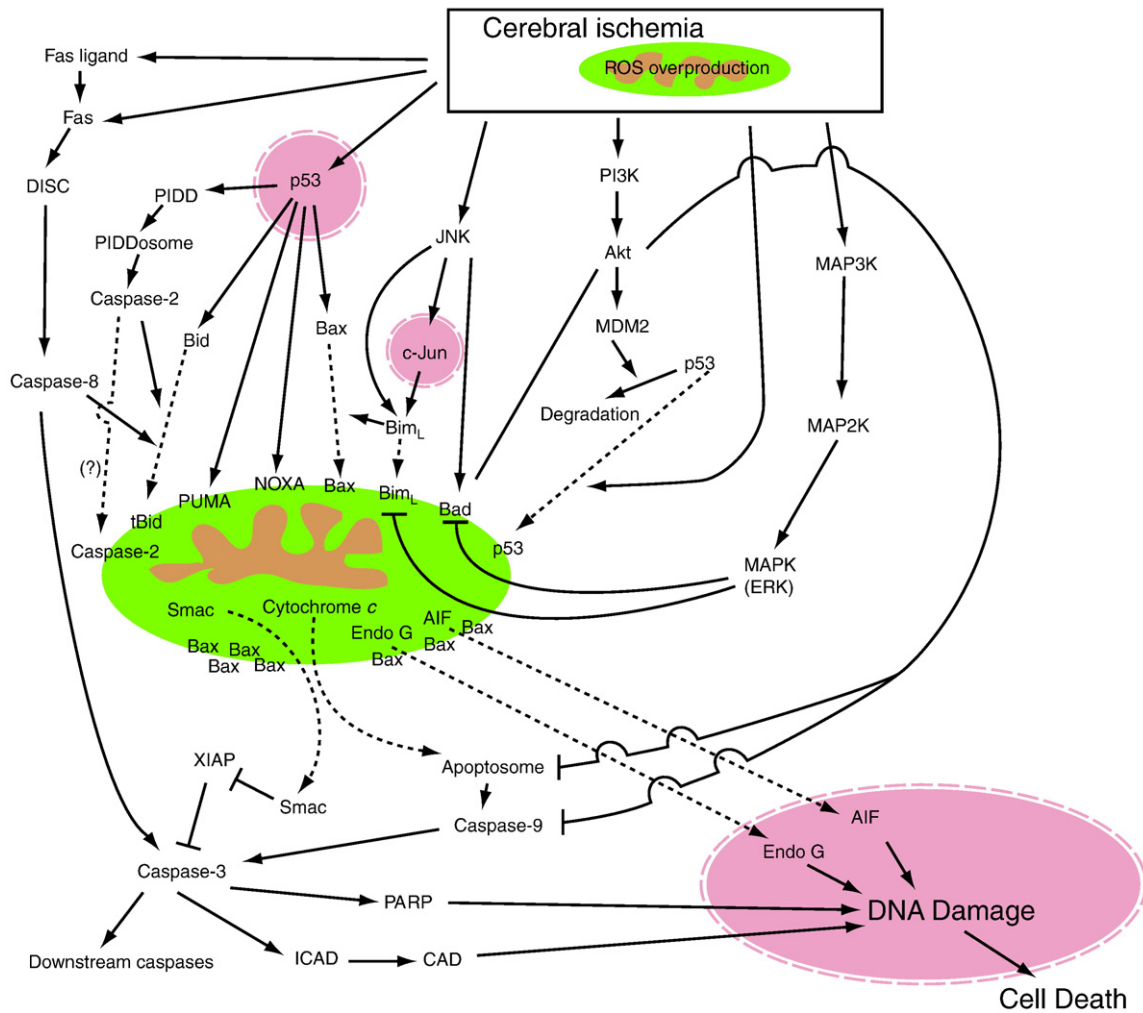 Cerebral ischemia
ROS overproduction
Fas ligand
Fas
DISC
PIDD
p53
PI3K
PIDDosome
JNK
Akt
MAP3K
Caspase-2
Bid
Bax
MDM2
c-Jun
p53
Caspase-8
Degradation
Bim_L
MAP2K
(?)
NOXA
Bax
Bim_L
PUMA
Bad
tBid
Caspase-2
p53
MAPK
(ERK)
Smac
Cytochrome c
AIF
Endo G
Bax
Bax
Bax
Bax
Bax
Bax
Bax
XIAP
Apoptosome
Smac
Caspase-9
AIF
Endo G
Caspase-3
PARP
DNA Damage
Downstream caspases
ICAD
CAD
Cell Death